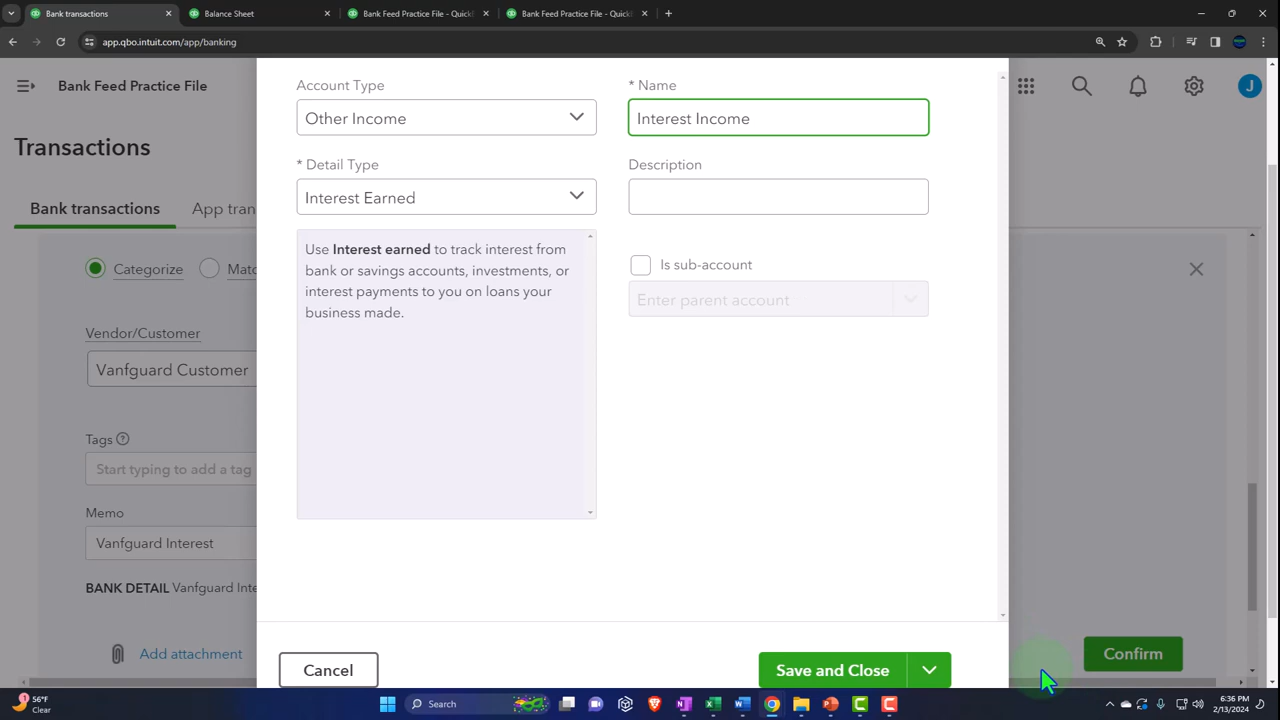 Bank transactions
Balance Sheet
Bank Feed Practice File - Quick
Bank Feed Practice File - Quick
app.qbo.intuit.com/app/banking
Bank Feed Practice File
J
Transactions
Bank transactions
App tran
Categorize
Matc
Vendor/Customer
Vanfguard Customer
Tags
Start typing to add a tag
Memo
Vanfguard Interest
BANK DETAIL Vanfguard Inte
Add attachment
Account Type
Other Income
* Name
Interest Income
* Detail Type
Interest Earned
Description
Use Interest earned to track interest from
bank or savings accounts, investments, or
interest payments to you on loans your
business made.
Is sub-account
Enter parent account
Cancel
Save and Close
Confirm
56°F
Clear
Search
6:36 PM
2/13/2024